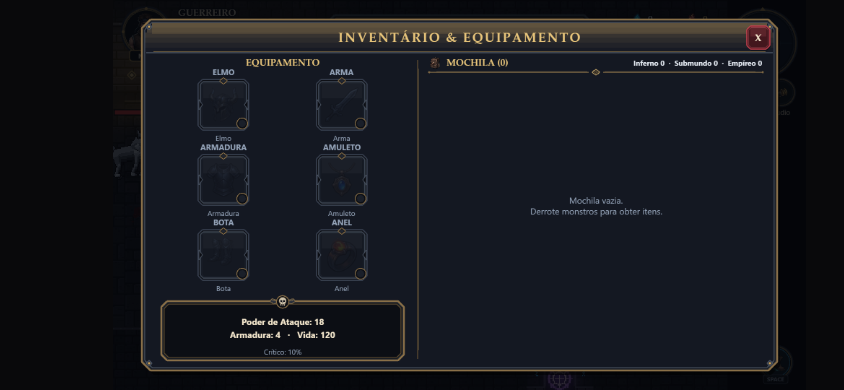 GUERREIRO
INVENTÁRIO & EQUIPAMENTO
X
EQUIPAMENTO
ELMO
ARMA
Elmo
Arma
ARMADURA
AMULETO
Armadura
Amuleto
BOTA
ANEL
Bota
Anel
Poder de Ataque: 18
Armadura: 4 · Vida: 120
Crítico: 10%
MOCHILA (0)
Inferno 0 · Submundo 0 · Empíreo 0
Mochila vazia.
Derrote monstros para obter itens.